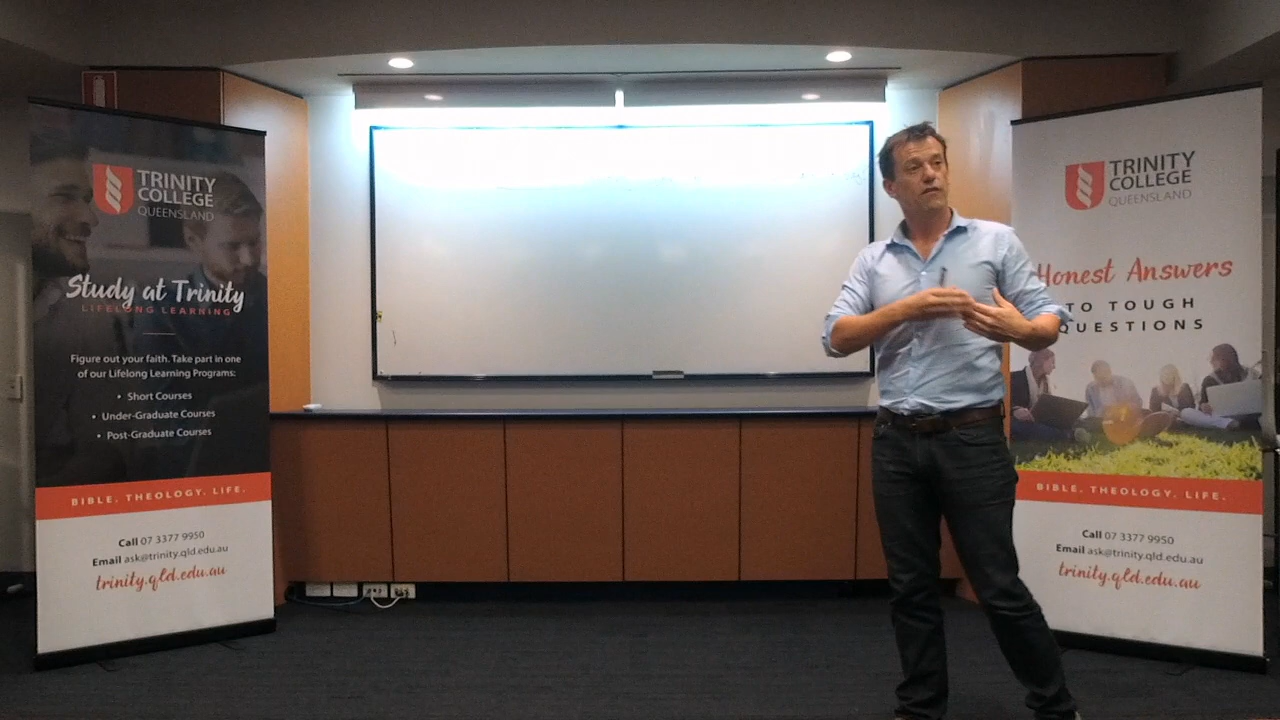 TRINITY
COLLEGE
QUEENSLAND
Study at Trinity
LIFELONG LEARNING
Figure out your faith. Take part in one
of our Lifelong Learning Programs:
• Short Courses
• Under-Graduate Courses
• Post-Graduate Courses
BIBLE. THEOLOGY. LIFE.
Call 07 3377 9950
Email ask@trinity.qld.edu.au
trinity.qld.edu.au
TRINITY
COLLEGE
QUEENSLAND
Honest Answers
TO TOUGH
QUESTIONS
BIBLE. THEOLOGY. LIFE.
Call 07 3377 9950
Email ask@trinity.qld.edu.au
trinity.qld.edu.au